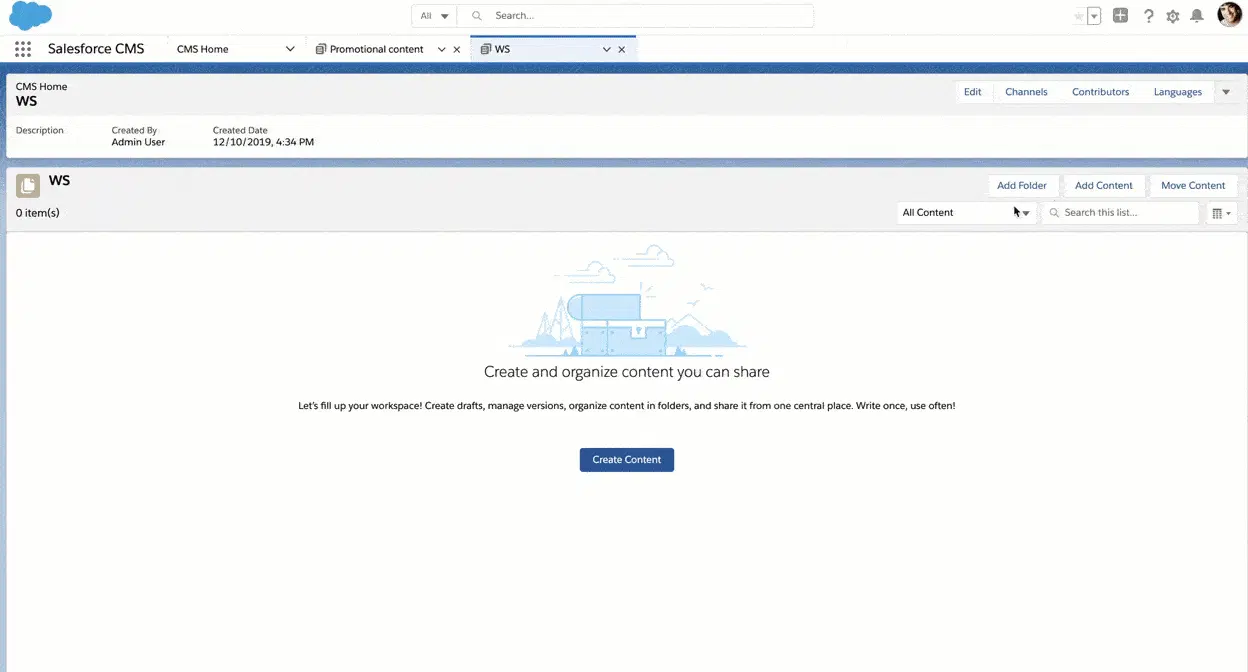 All
Search...
Salesforce CMS
CMS Home
Promotional content
WS
CMS Home
WS
Edit
Channels
Contributors
Languages
Description
Created By
Created Date
Admin User
12/10/2019, 4:34 PM
WS
Add Folder
Add Content
Move Content
0 item(s)
All Content
Search this list...
Create and organize content you can share
Let's fill up your workspace! Create drafts, manage versions, organize content in folders, and share it from one central place. Write once, use often!
Create Content